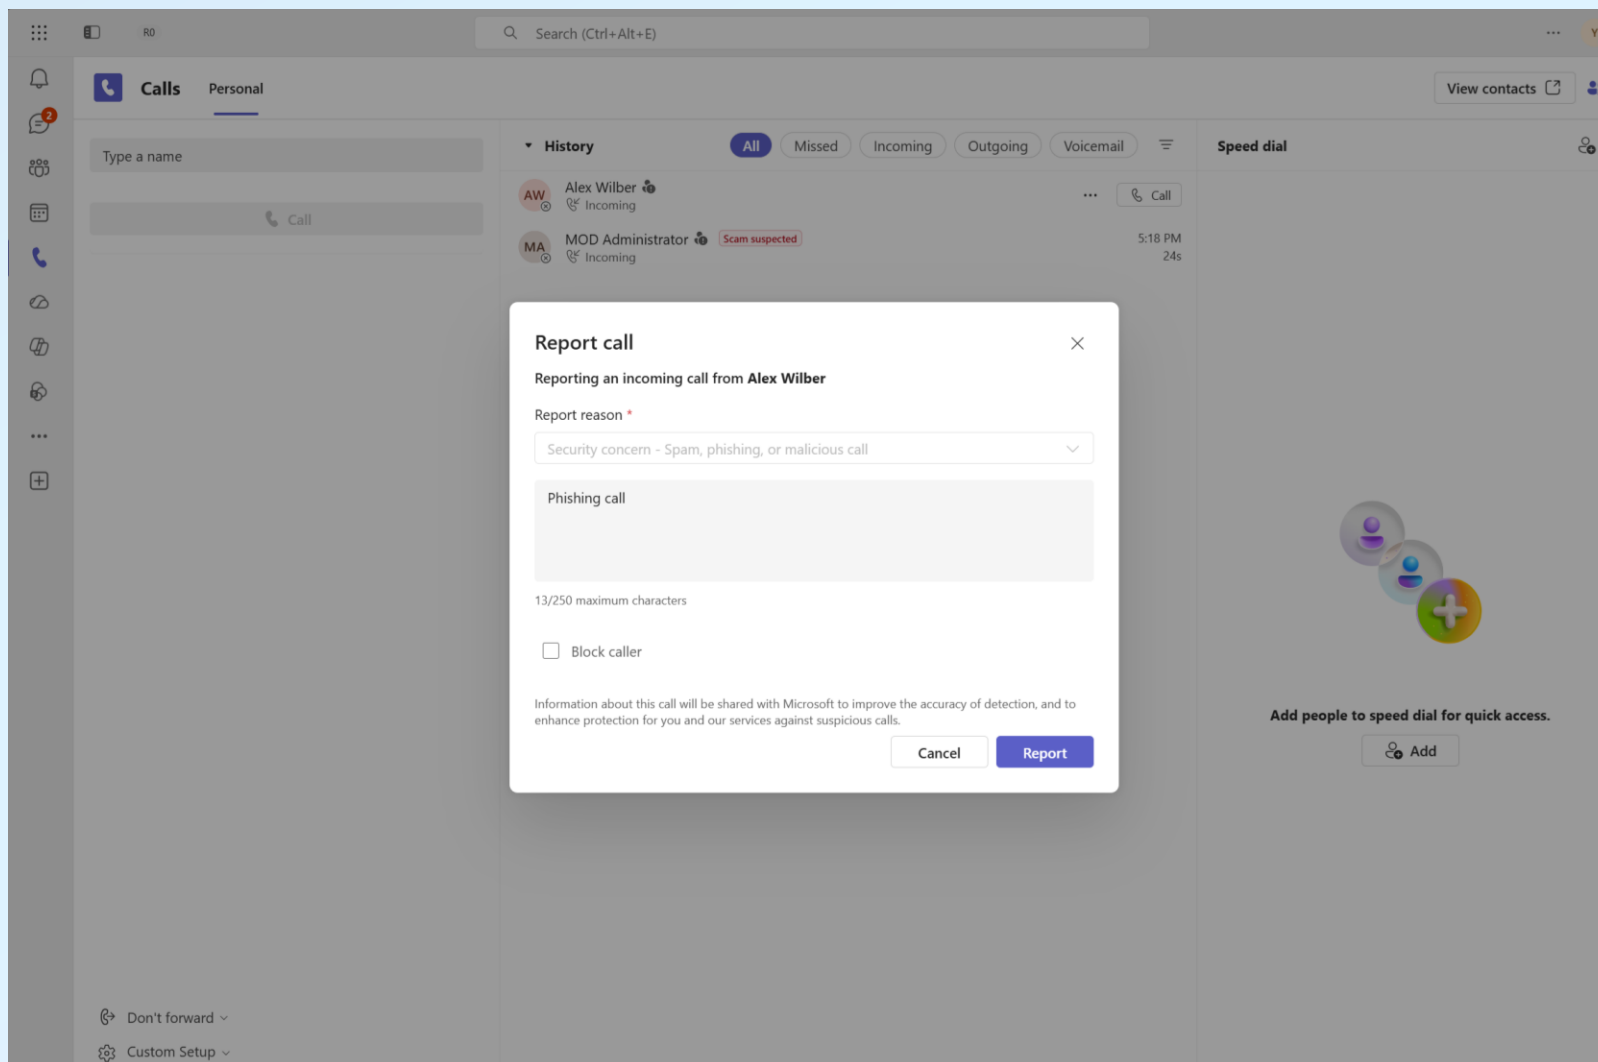 R0
Search (Ctrl+Alt+E)
Y
2
Calls
Personal
View contacts
Type a name
Call
History
All
Missed
Incoming
Outgoing
Voicemail
Speed dial
AW
Alex Wilber
Incoming
Call
MA
MOD Administrator
Scam suspected
Incoming
5:18 PM
24s
Report call
Reporting an incoming call from Alex Wilber
Report reason *
Security concern - Spam, phishing, or malicious call
Phishing call
13/250 maximum characters
Block caller
Information about this call will be shared with Microsoft to improve the accuracy of detection, and to
enhance protection for you and our services against suspicious calls.
Cancel
Report
Add people to speed dial for quick access.
Add
Don't forward
Custom Setup